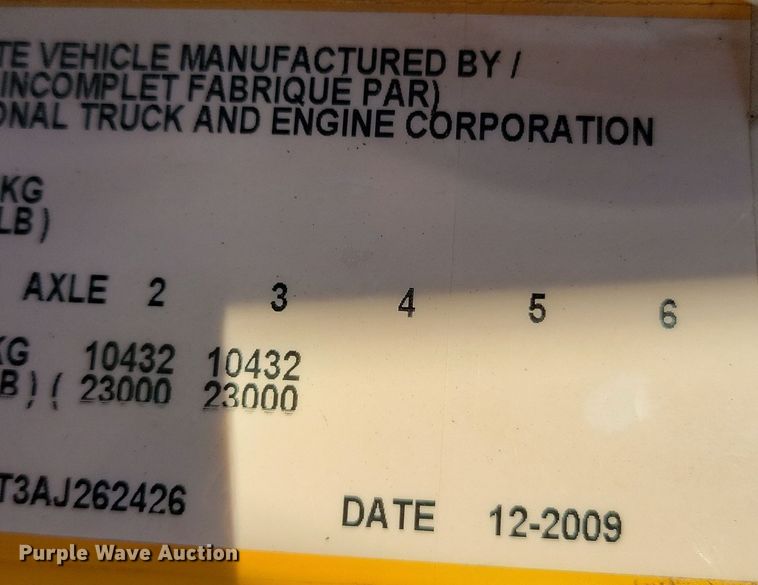 TE VEHICLE MANUFACTURED BY /
INCOMPLET FABRIQUE PAR)
ONAL TRUCK AND ENGINE CORPORATION
KG
LB)
AXLE 2 3 4 5 6
KG 10432 10432
B) ( 23000 23000
T3AJ262426 DATE 12-2009
Purple Wave Auction